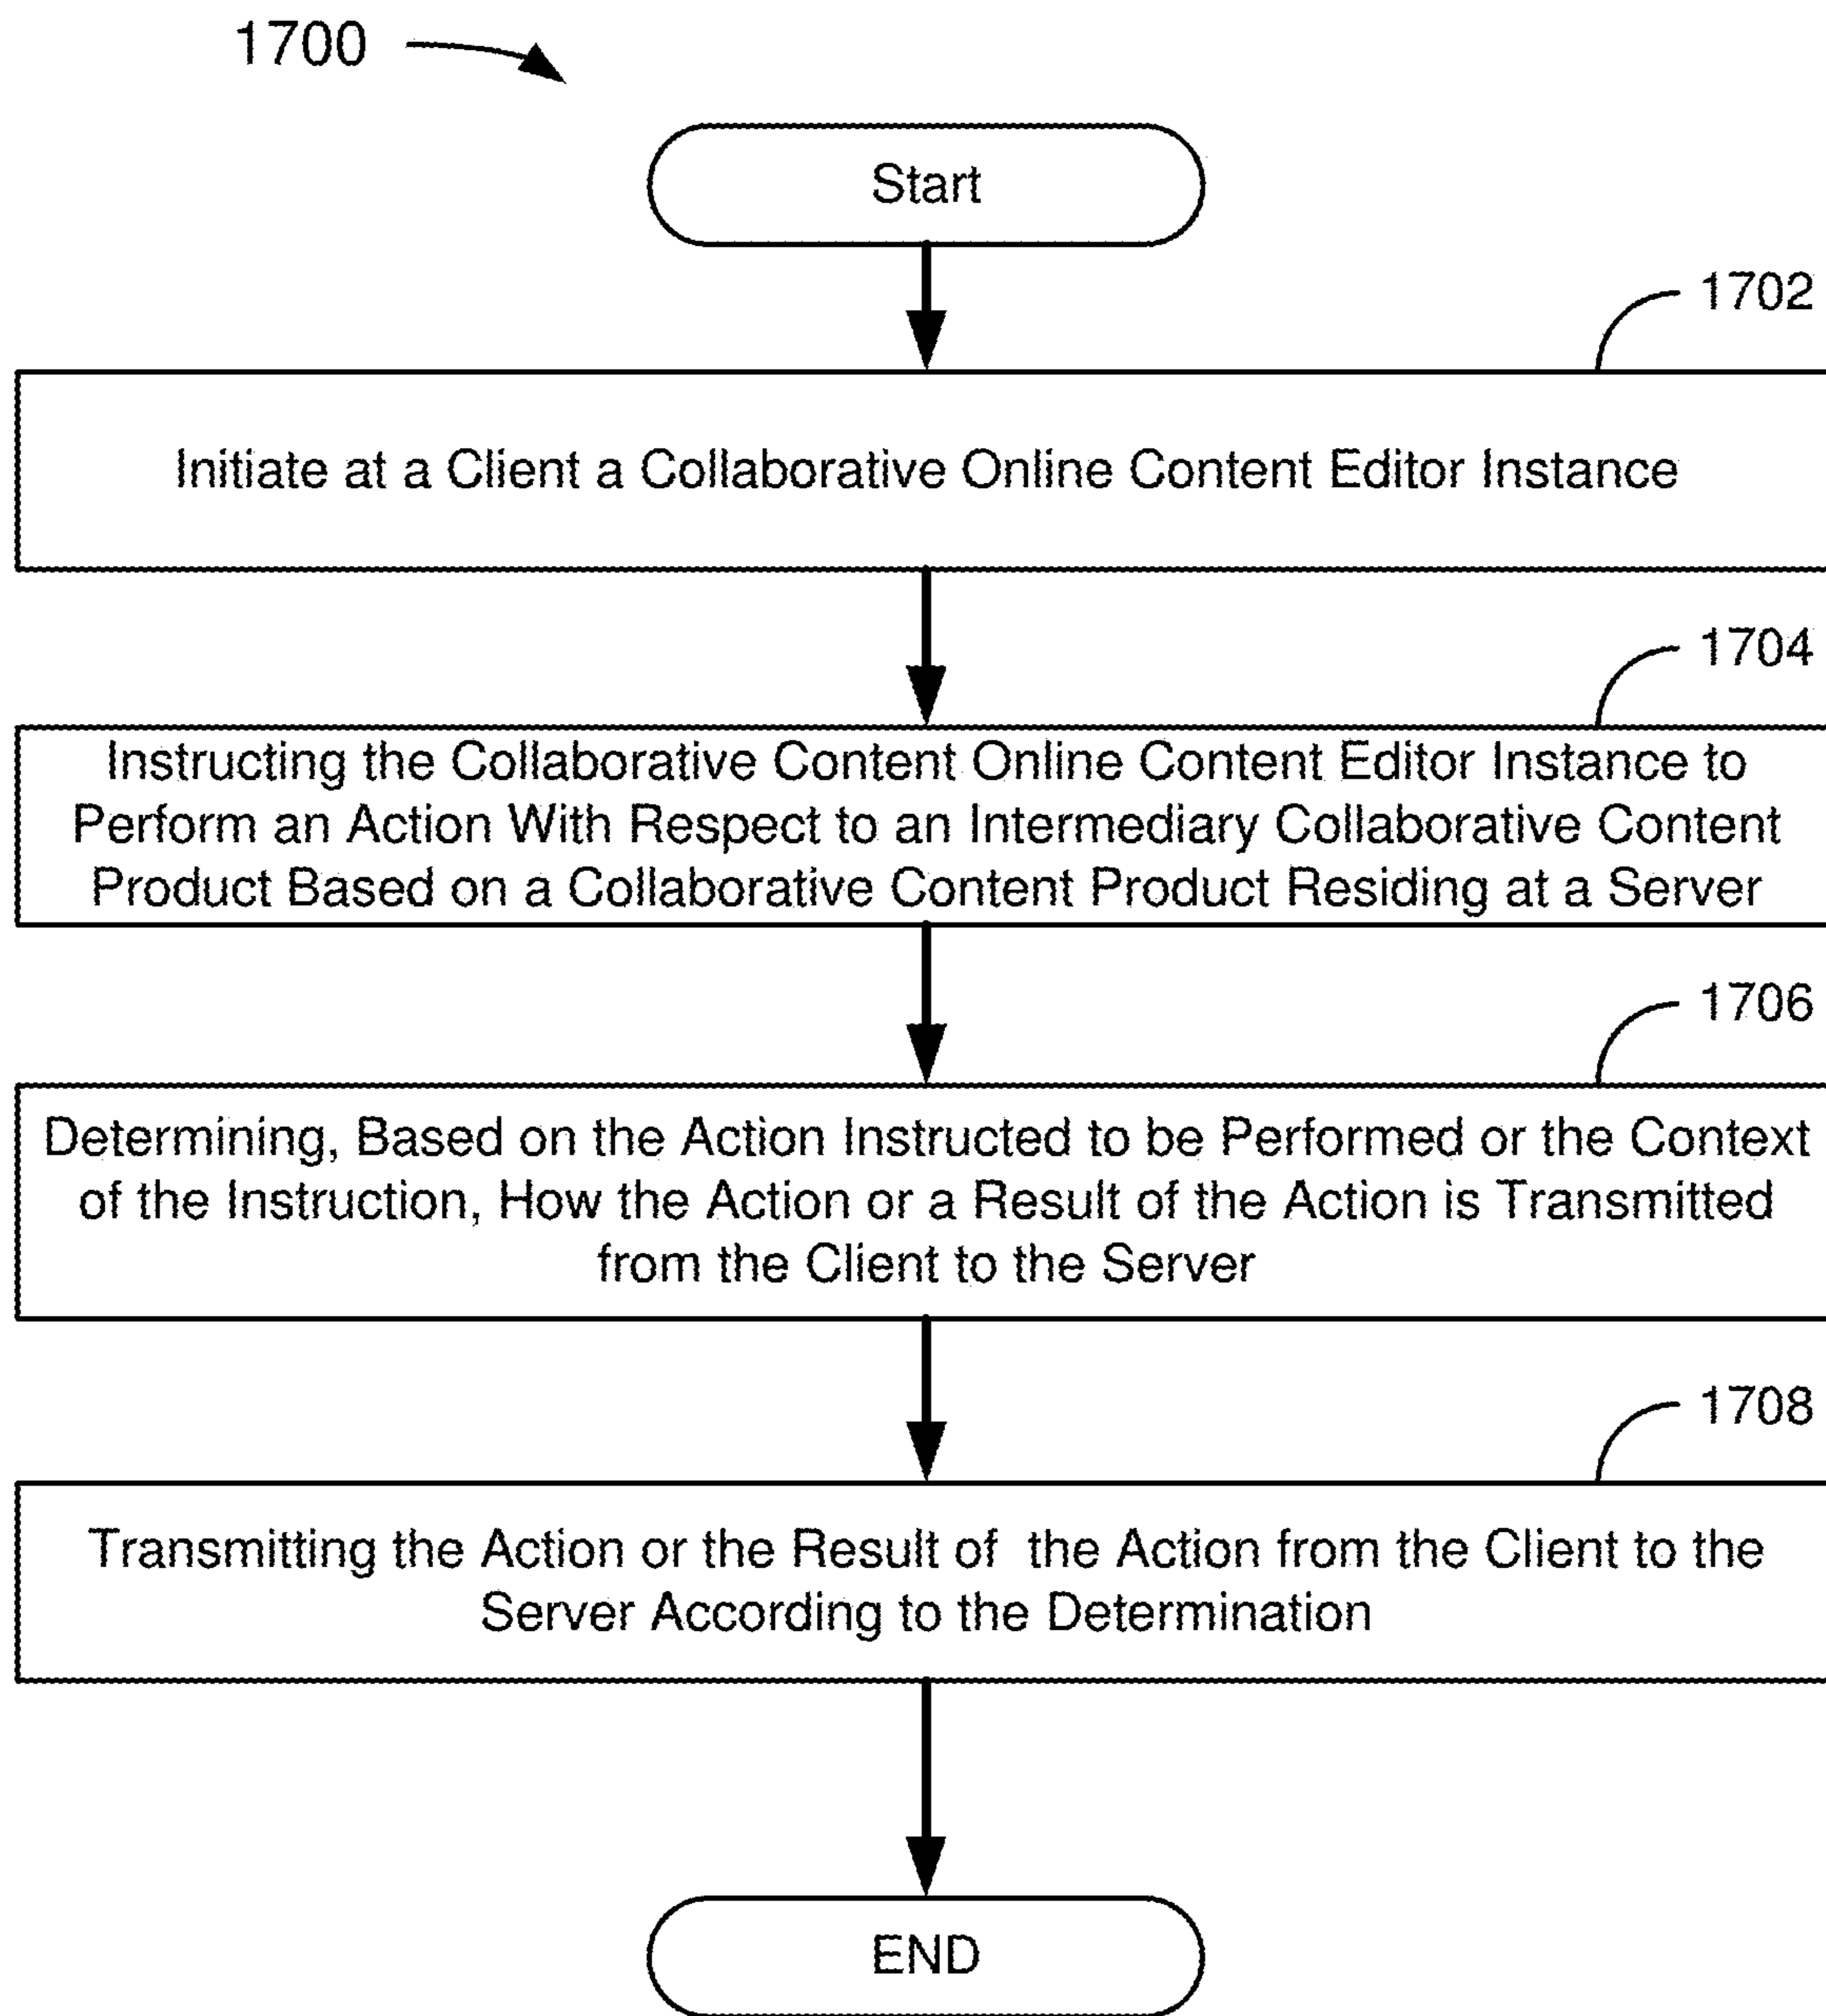 1700
Start
1702
Initiate at a Client a Collaborative Online Content Editor Instance
1704
Instructing the Collaborative Content Online Content Editor Instance to
Perform an Action With Respect to an Intermediary Collaborative Content
Product Based on a Collaborative Content Product Residing at a Server
1706
Determining, Based on the Action Instructed to be Performed or the Context
of the Instruction, How the Action or a Result of the Action is Transmitted
from the Client to the Server
1708
Transmitting the Action or the Result of  the Action from the Client to the
Server According to the Determination
END